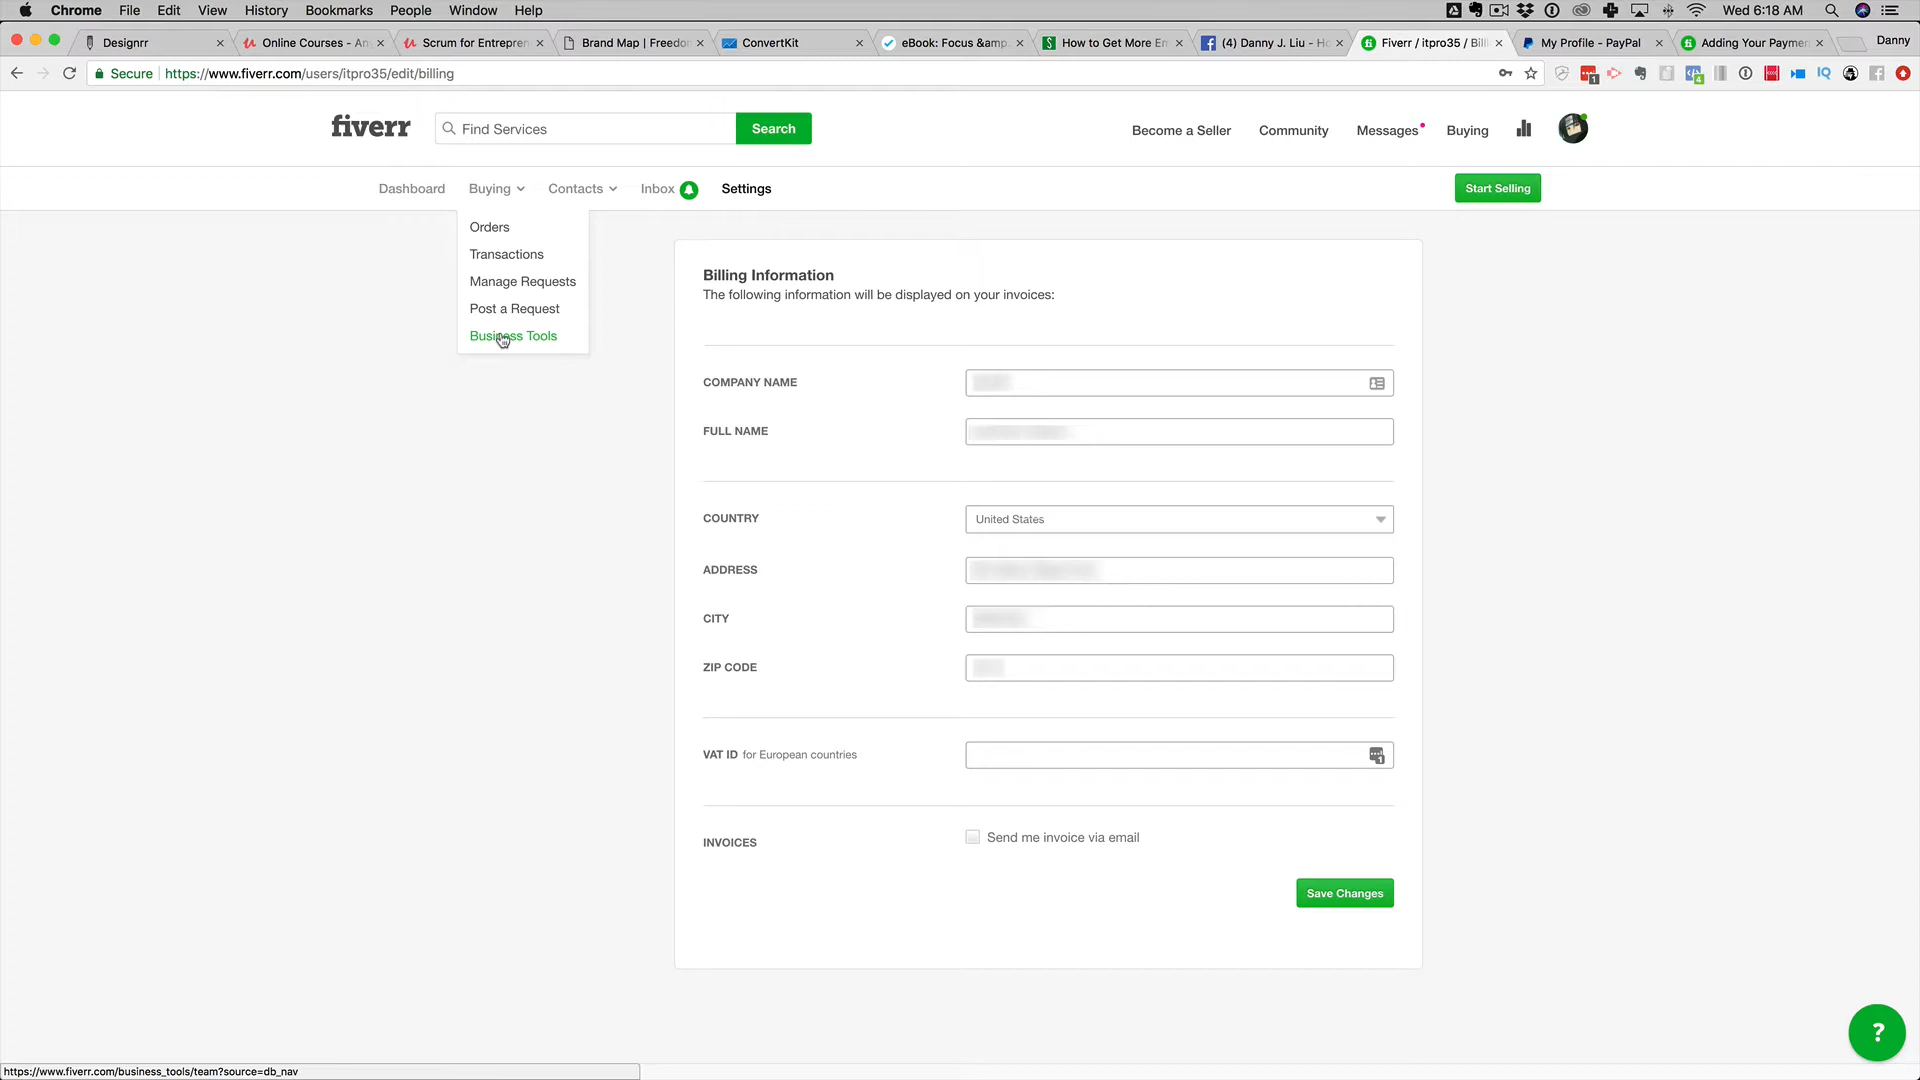 Chrome File Edit View History Bookmarks People Window Help Wed 6:18 AM
Designrr Online Courses - An Scrum for Entrepren Brand Map | Freedo ConvertKit eBook: Focus &amp; How to Get More Em (4) Danny J. Liu - Ho Fiverr / itpro35 / Billi My Profile - PayPal Adding Your Paymen Danny
Secure https://www.fiverr.com/users/itpro35/edit/billing
fiverr Find Services Search Become a Seller Community Messages Buying
Dashboard Buying Contacts Inbox Settings Start Selling
Orders
Transactions
Manage Requests
Post a Request
Business Tools
Billing Information
The following information will be displayed on your invoices:
COMPANY NAME
FULL NAME
COUNTRY United States
ADDRESS
CITY
ZIP CODE
VAT ID for European countries
INVOICES Send me invoice via email
Save Changes
?
https://www.fiverr.com/business_tools/team?source=db_nav